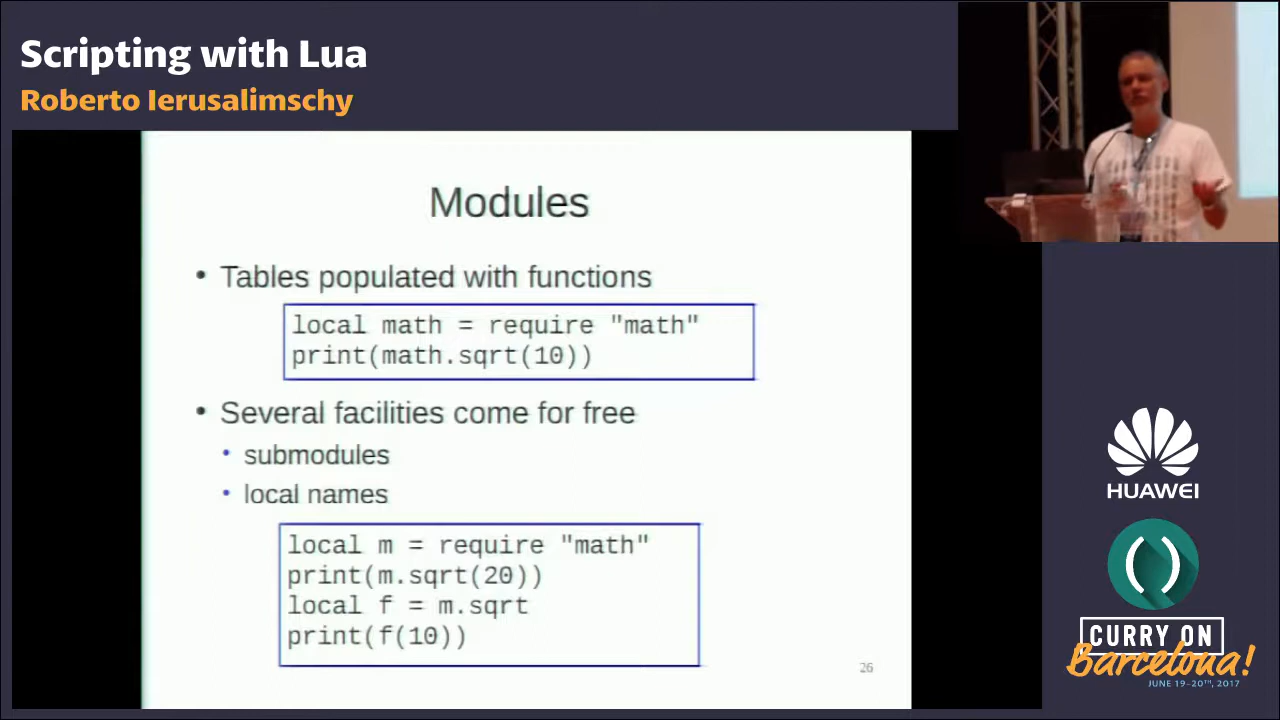 Scripting with Lua
Roberto Ierusalimschy
Modules
• Tables populated with functions
local math = require "math"
print(math.sqrt(10))
• Several facilities come for free
• submodules
• local names
local m = require "math"
print(m.sqrt(20))
local f = m.sqrt
print(f(10))
26
HUAWEI
CURRY ON
Barcelona!
JUNE 19-20TH, 2017